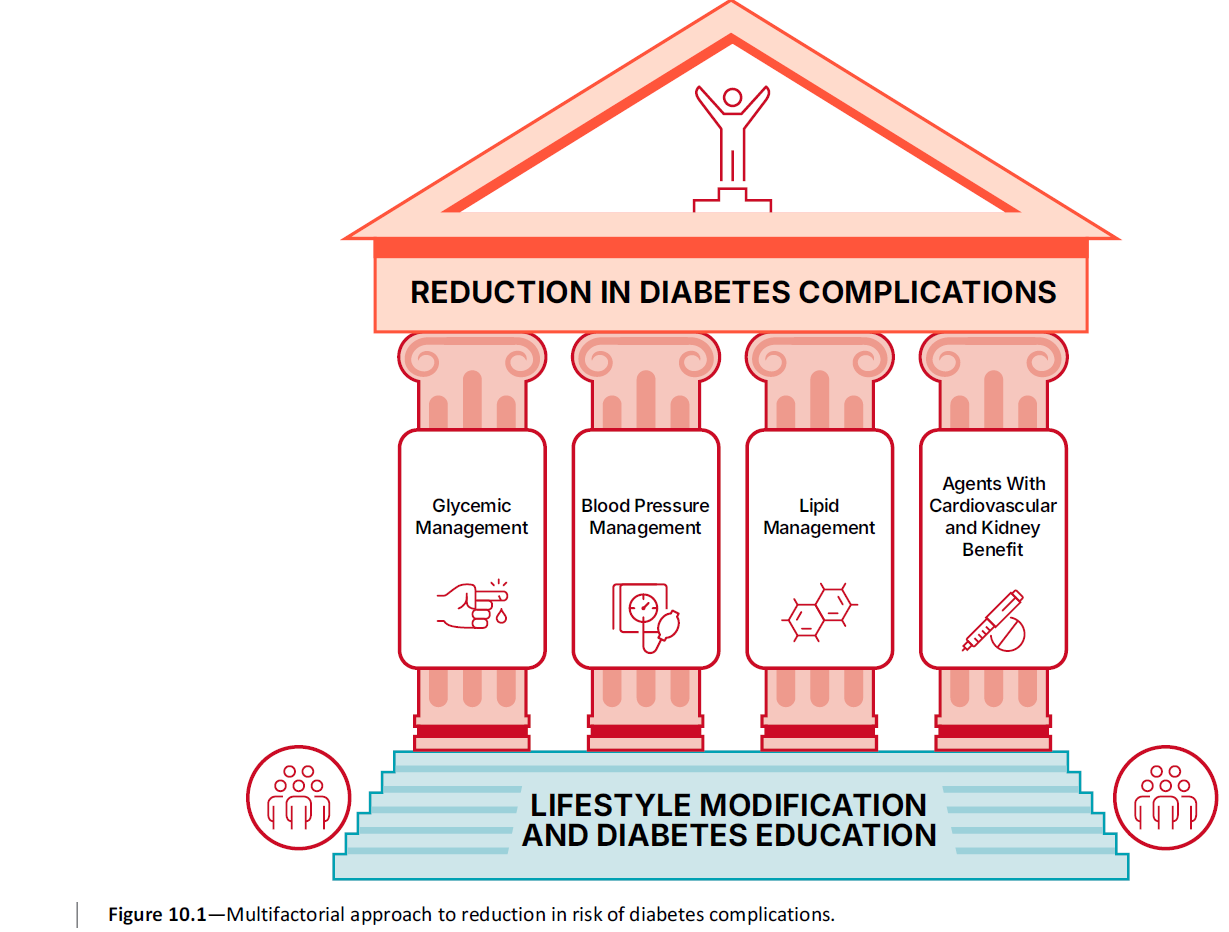 REDUCTION IN DIABETES COMPLICATIONS
Glycemic
Management
Blood Pressure
Management
Lipid
Management
Agents With
Cardiovascular
and Kidney
Benefit
LIFESTYLE MODIFICATION
AND DIABETES EDUCATION
Figure 10.1—Multifactorial approach to reduction in risk of diabetes complications.